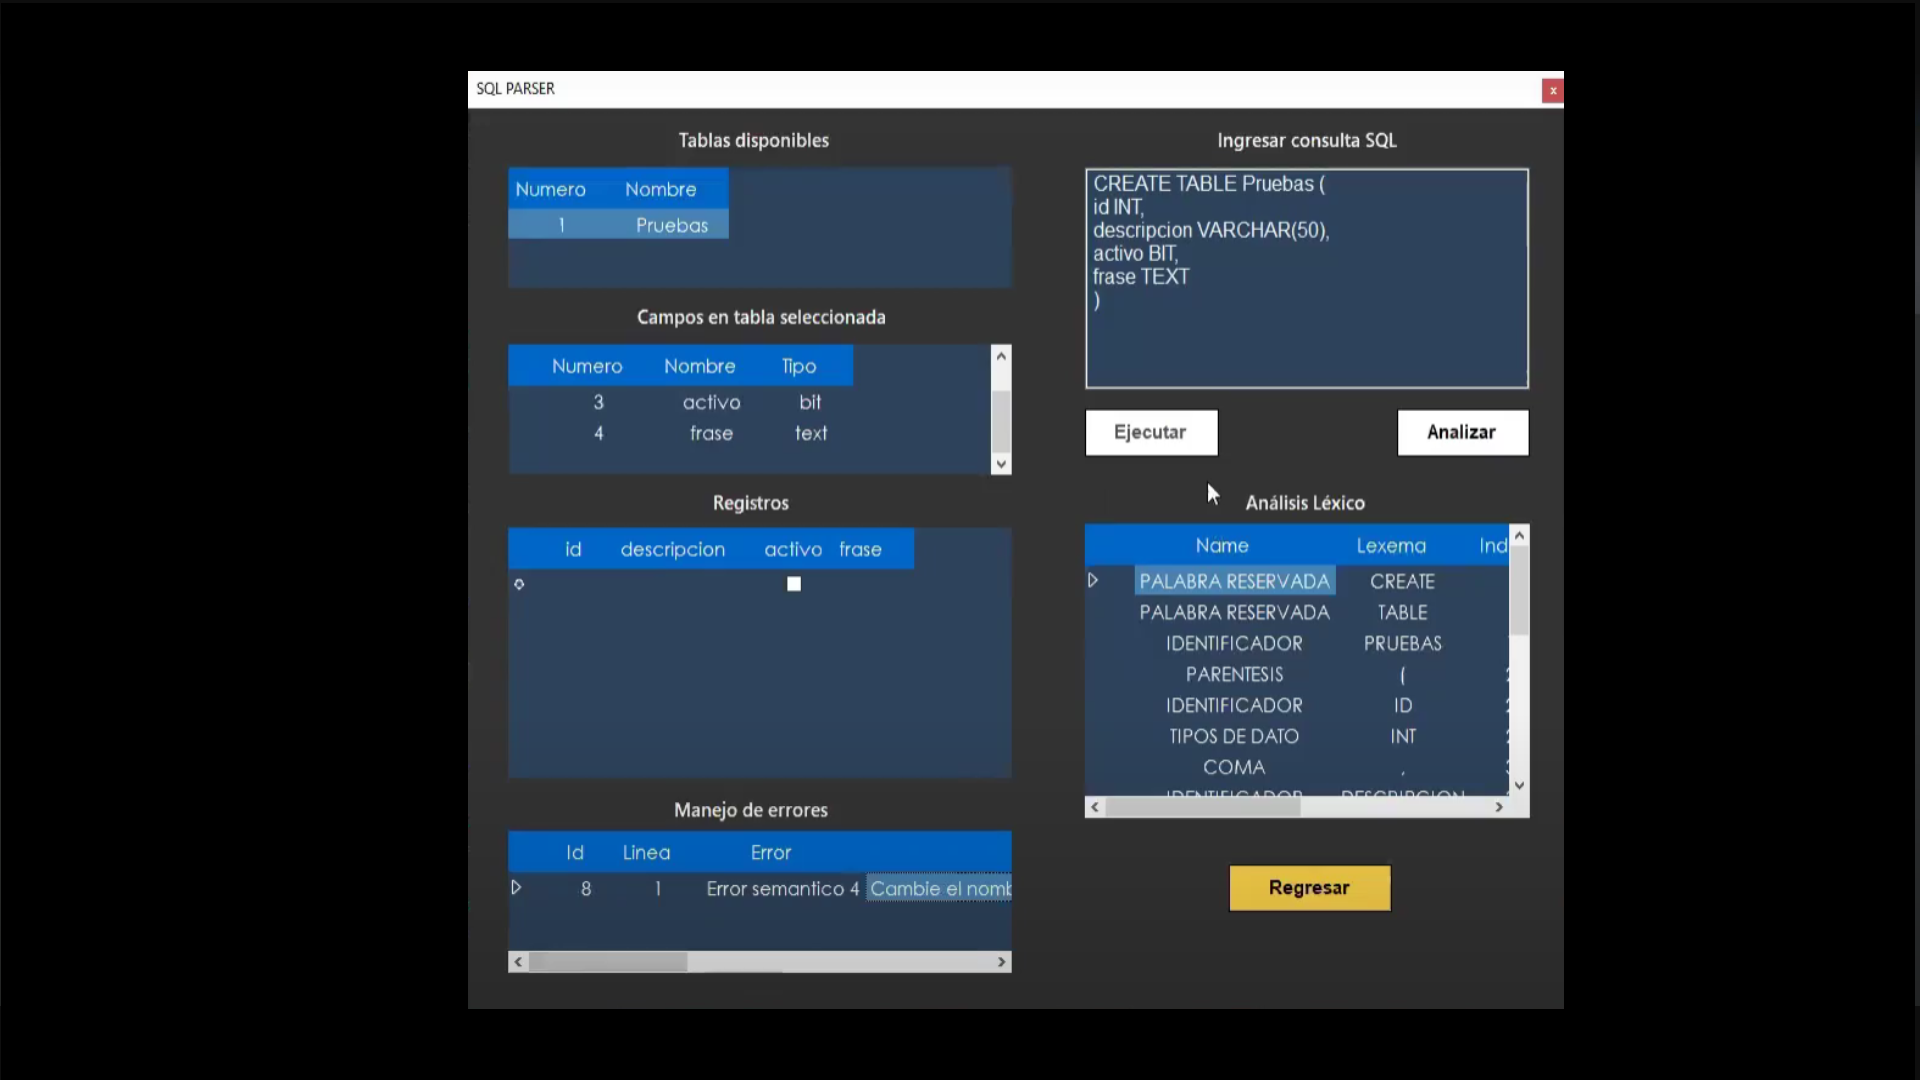 SQL PARSER
x
Tablas disponibles
Numero Nombre
1 Pruebas
Campos en tabla seleccionada
Numero Nombre Tipo
3 activo bit
4 frase text
Registros
id descripcion activo frase
Manejo de errores
Id Linea Error
8 1 Error semantico 4 Cambie el nomb
Ingresar consulta SQL
CREATE TABLE Pruebas (
id INT,
descripcion VARCHAR(50),
activo BIT,
frase TEXT
)
Ejecutar Analizar
Análisis Léxico
Name Lexema Ind
PALABRA RESERVADA CREATE
PALABRA RESERVADA TABLE
IDENTIFICADOR PRUEBAS
PARENTESIS (
IDENTIFICADOR ID
TIPOS DE DATO INT
COMA ,
IDENTIFICADOR DESCRIPCION
Regresar